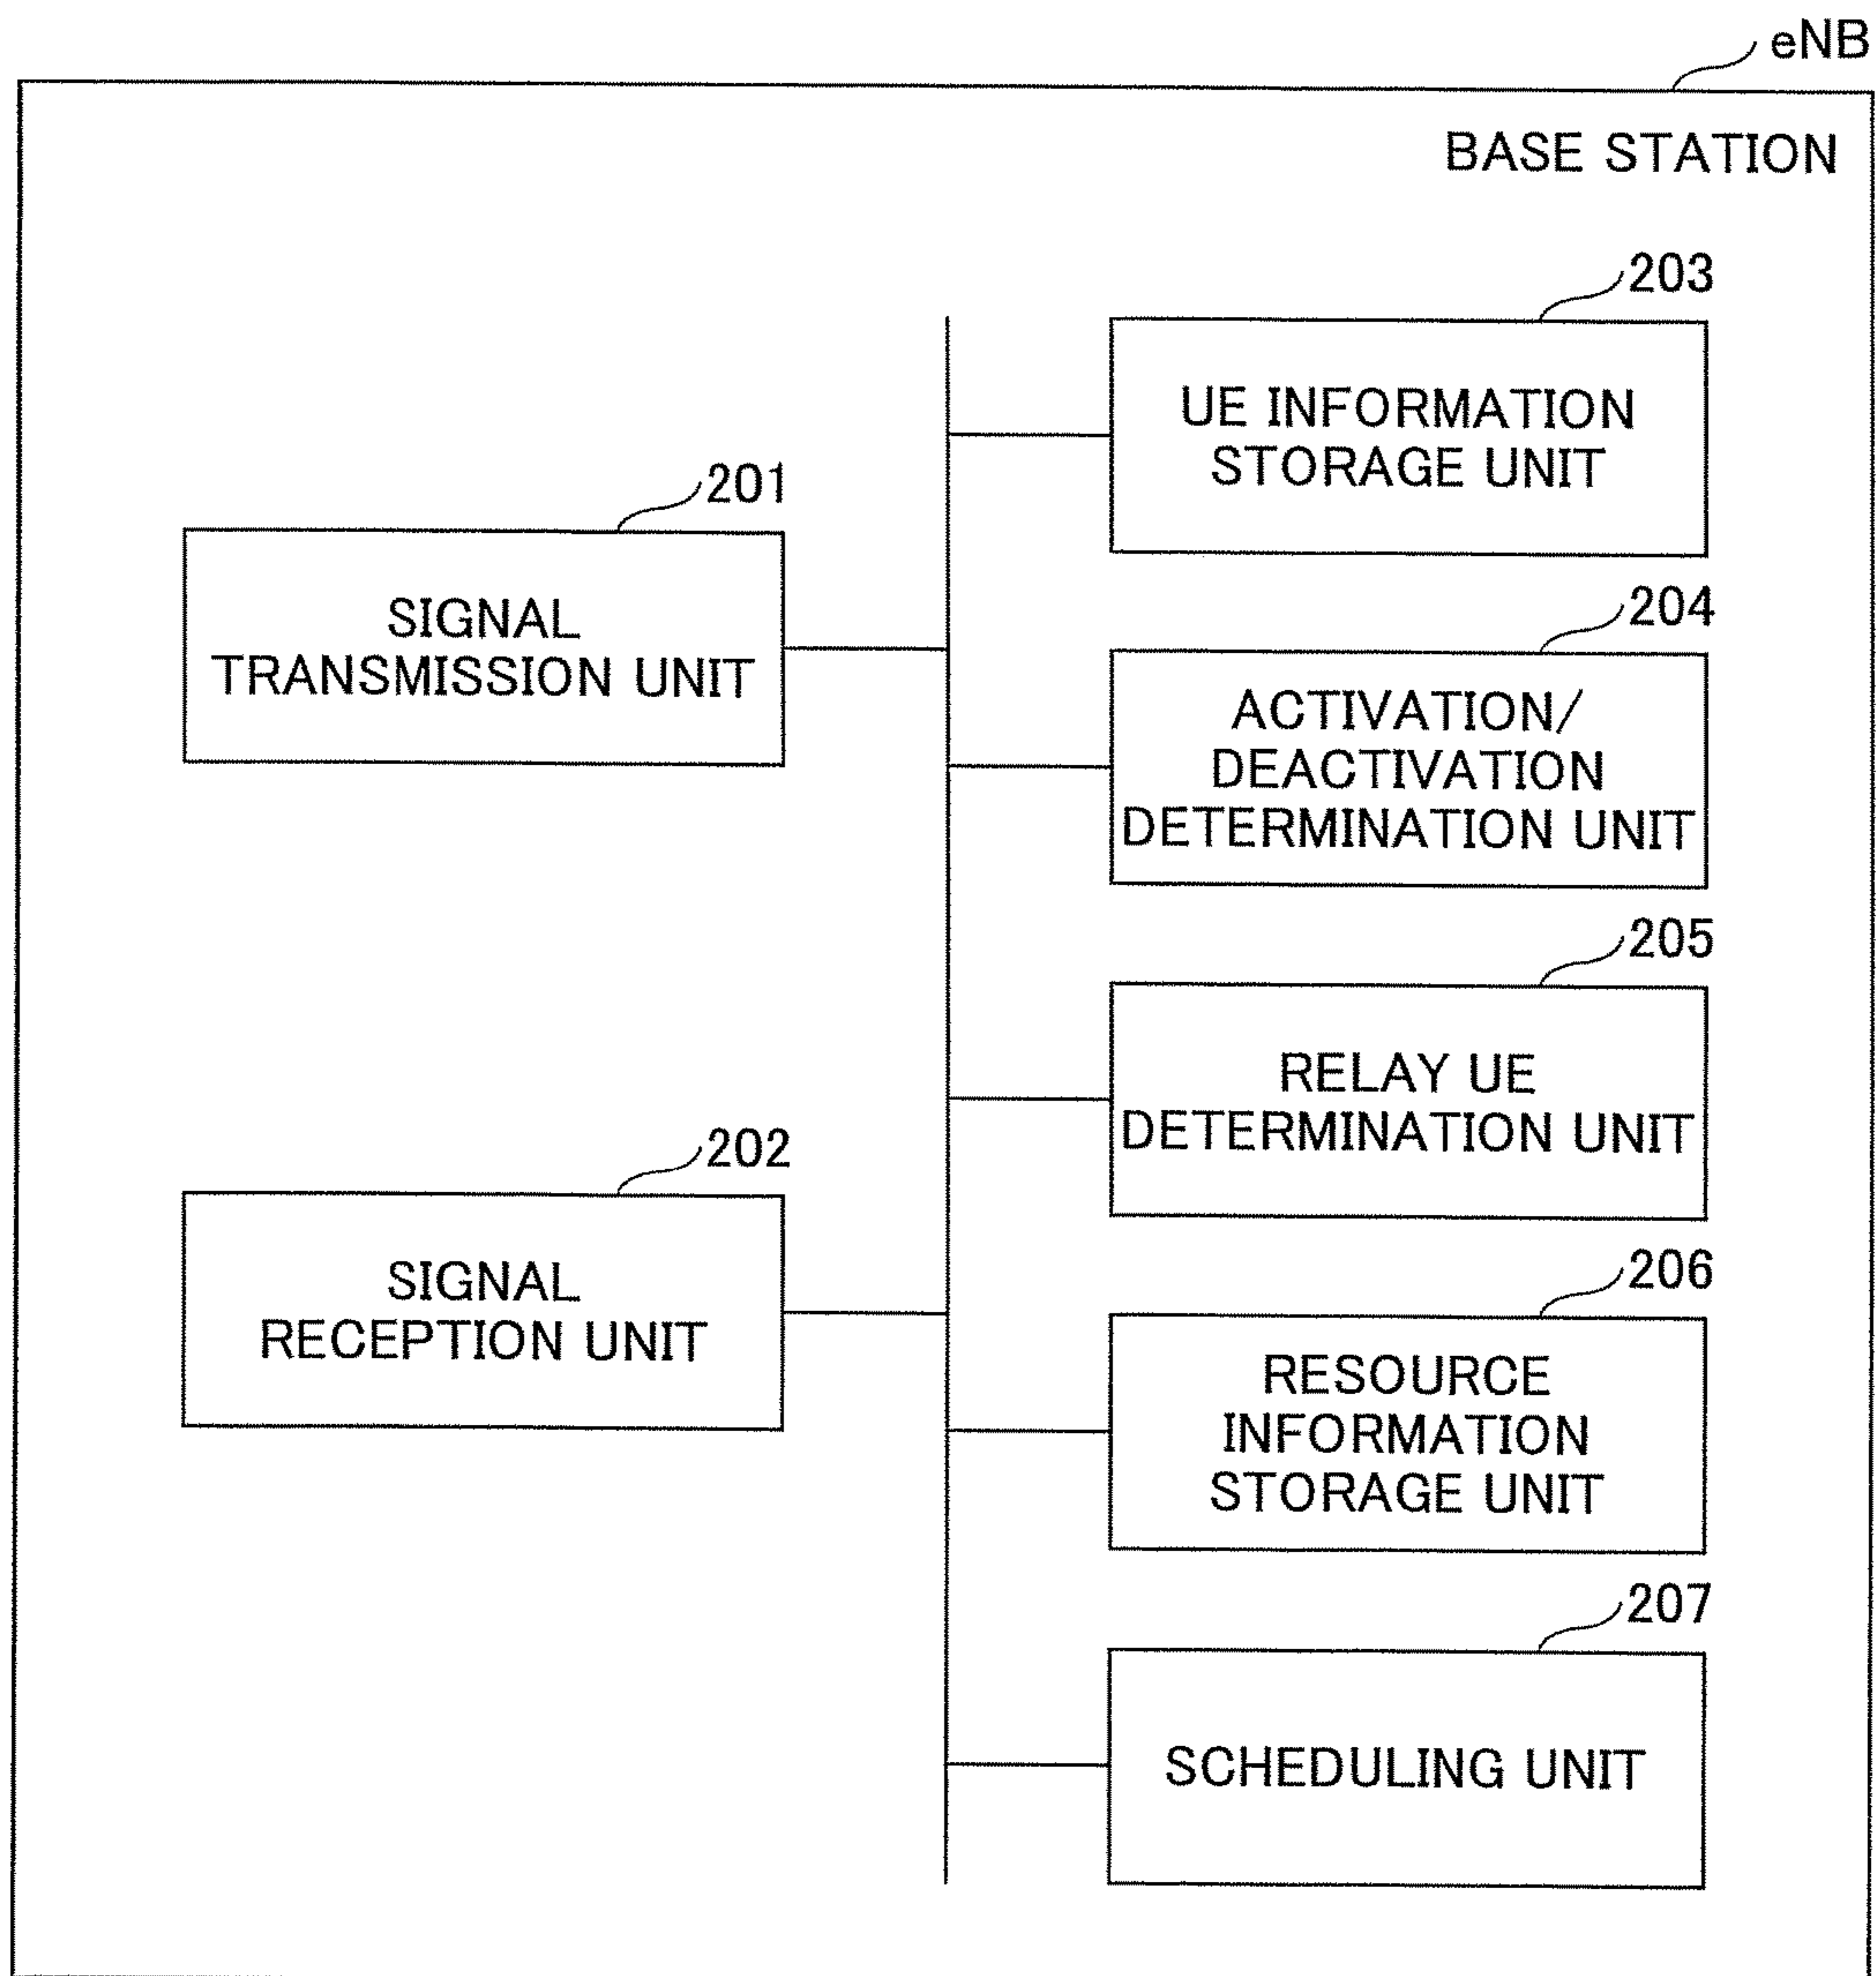 eNB
BASE STATION
201
SIGNAL
TRANSMISSION UNIT
202
SIGNAL
RECEPTION UNIT
203
UE INFORMATION
STORAGE UNIT
204
ACTIVATION/
DEACTIVATION
DETERMINATION UNIT
205
RELAY UE
DETERMINATION UNIT
206
RESOURCE
INFORMATION
STORAGE UNIT
207
SCHEDULING UNIT